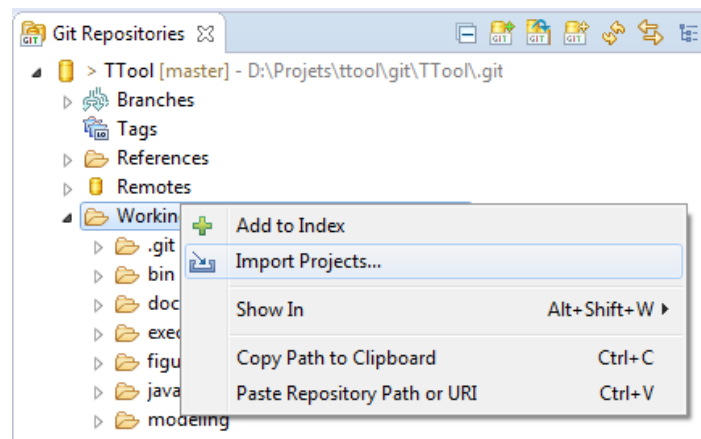 Git Repositories
> TTool [master] - D:\Projets\ttool\git\TTool\.git
Branches
Tags
References
Remotes
Workin
Add to Index
.git
Import Projects...
bin
doc
Show In Alt+Shift+W
exec
figu
Copy Path to Clipboard Ctrl+C
java
Paste Repository Path or URI Ctrl+V
modeling